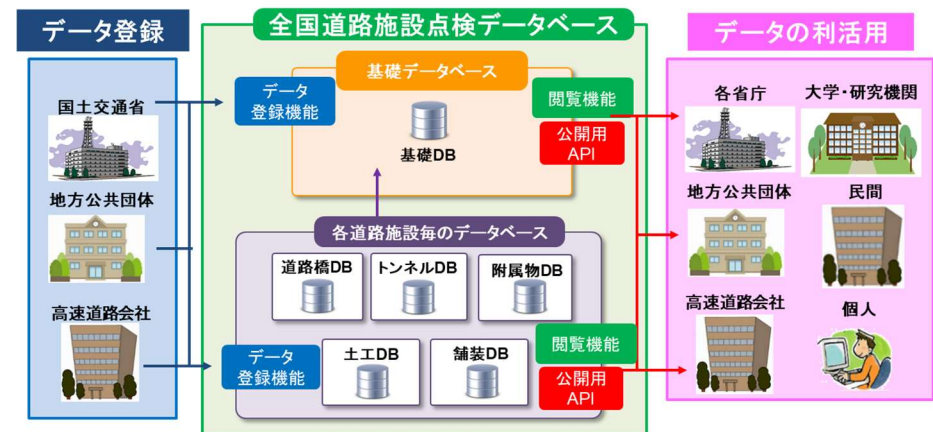 データ登録
国土交通省
地方公共団体
高速道路会社
全国道路施設点検データベース
基礎データベース
データ
登録機能
基礎DB
閲覧機能
公開用
API
各道路施設毎のデータベース
道路橋DB
トンネルDB
附属物DB
土工DB
舗装DB
データ
登録機能
閲覧機能
公開用
API
データの利活用
各省庁
大学・研究機関
地方公共団体
民間
高速道路会社
個人